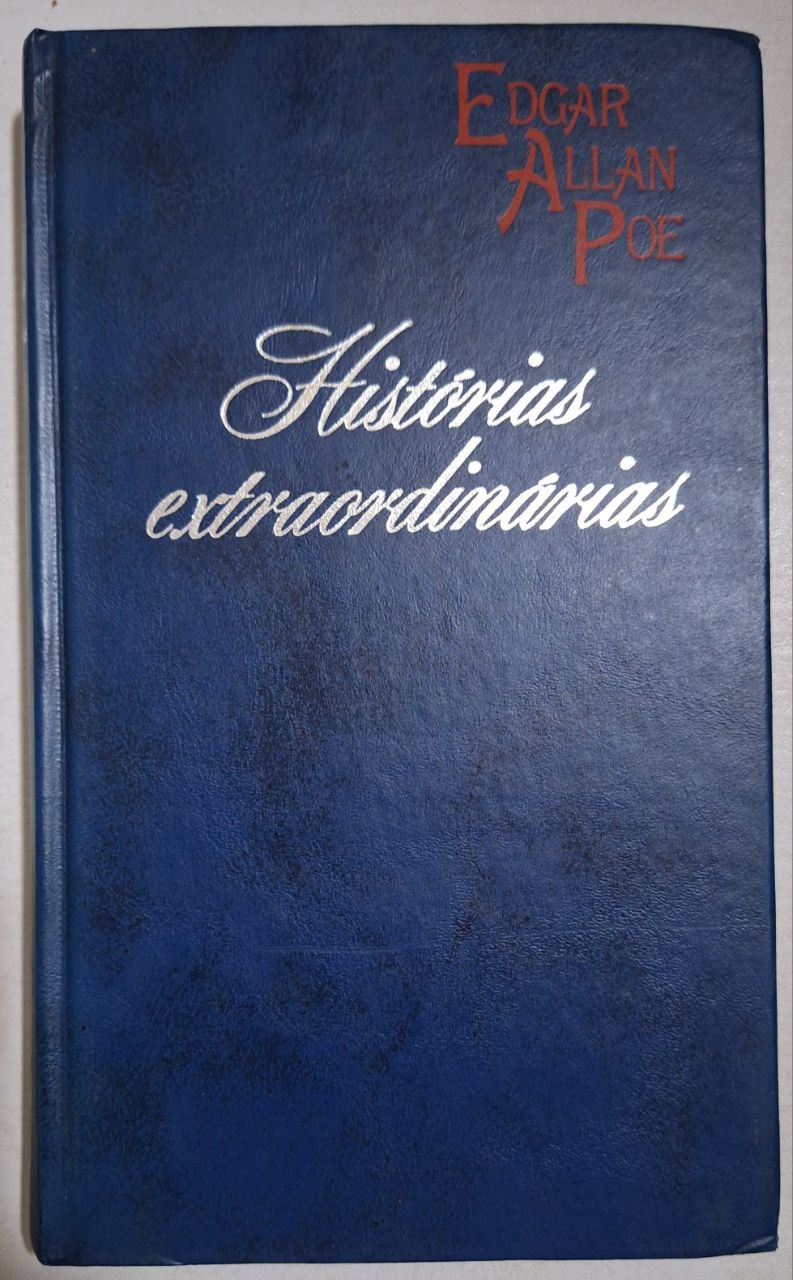 EDGAR
ALLAN
POE
Histórias
extraordinárias